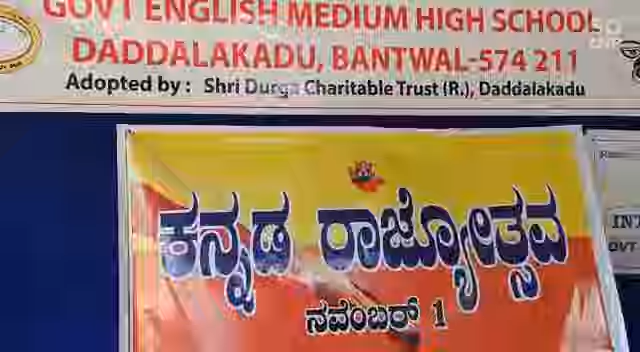 GOVT ENGLISH MEDIUM HIGH SCHOOL
DADDALAKADU, BANTWAL-574 211
Adopted by : Shri Durga Charitable Trust (R.), Daddalakadu
ಕನ್ನಡ ರಾಜ್ಯೋತ್ಸವ
ನವೆಂಬರ್ 1